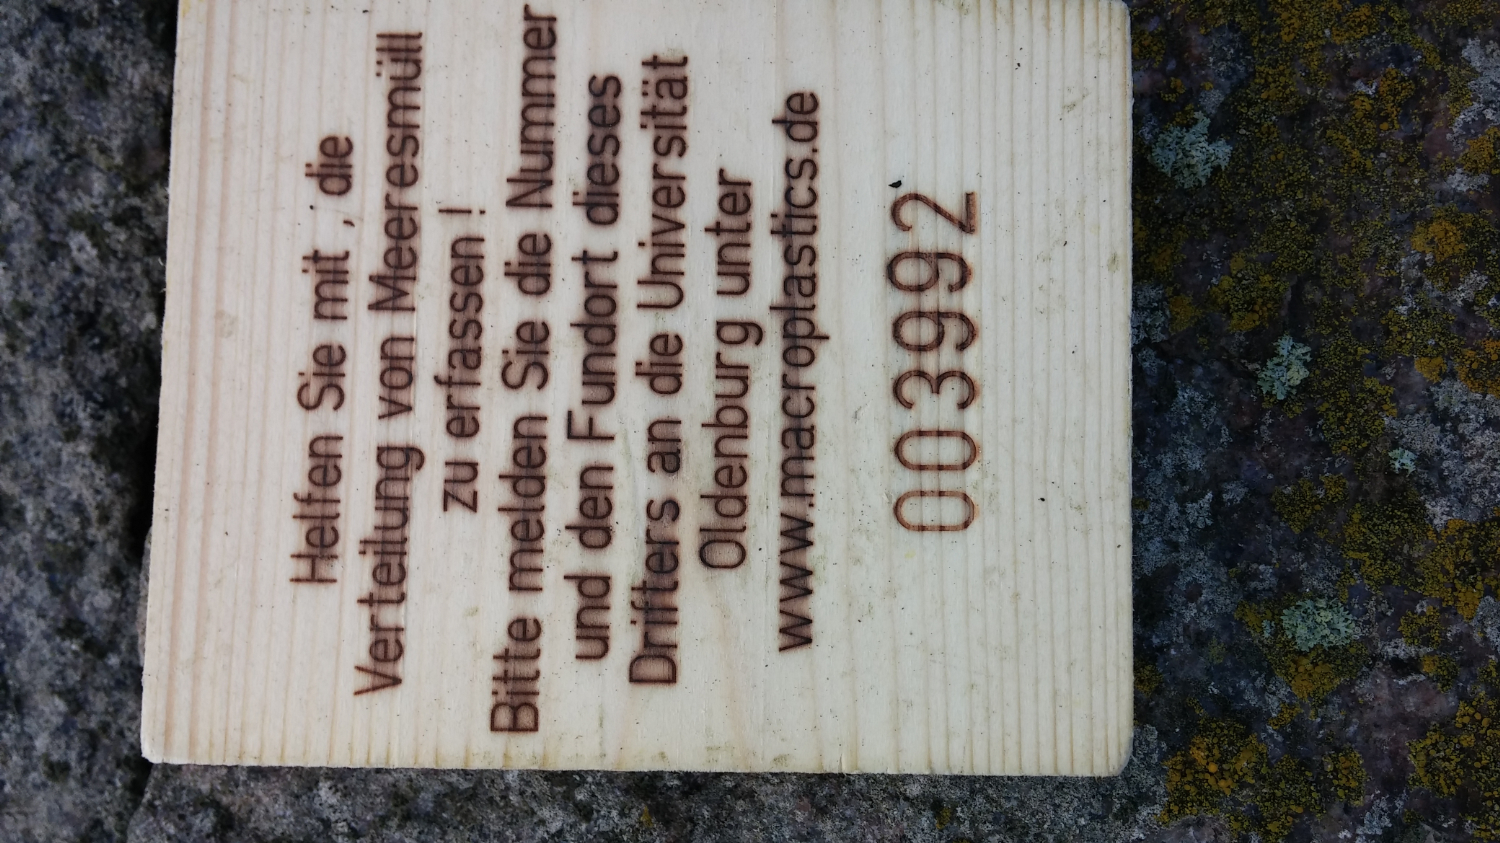 Helfen Sie mit , die
Verteilung von Meeresmüll
zu erfassen !
Bitte melden Sie die Nummer
und den Fundort dieses
Drifters an die Universität
Oldenburg unter
www.macroplastics.de
003992